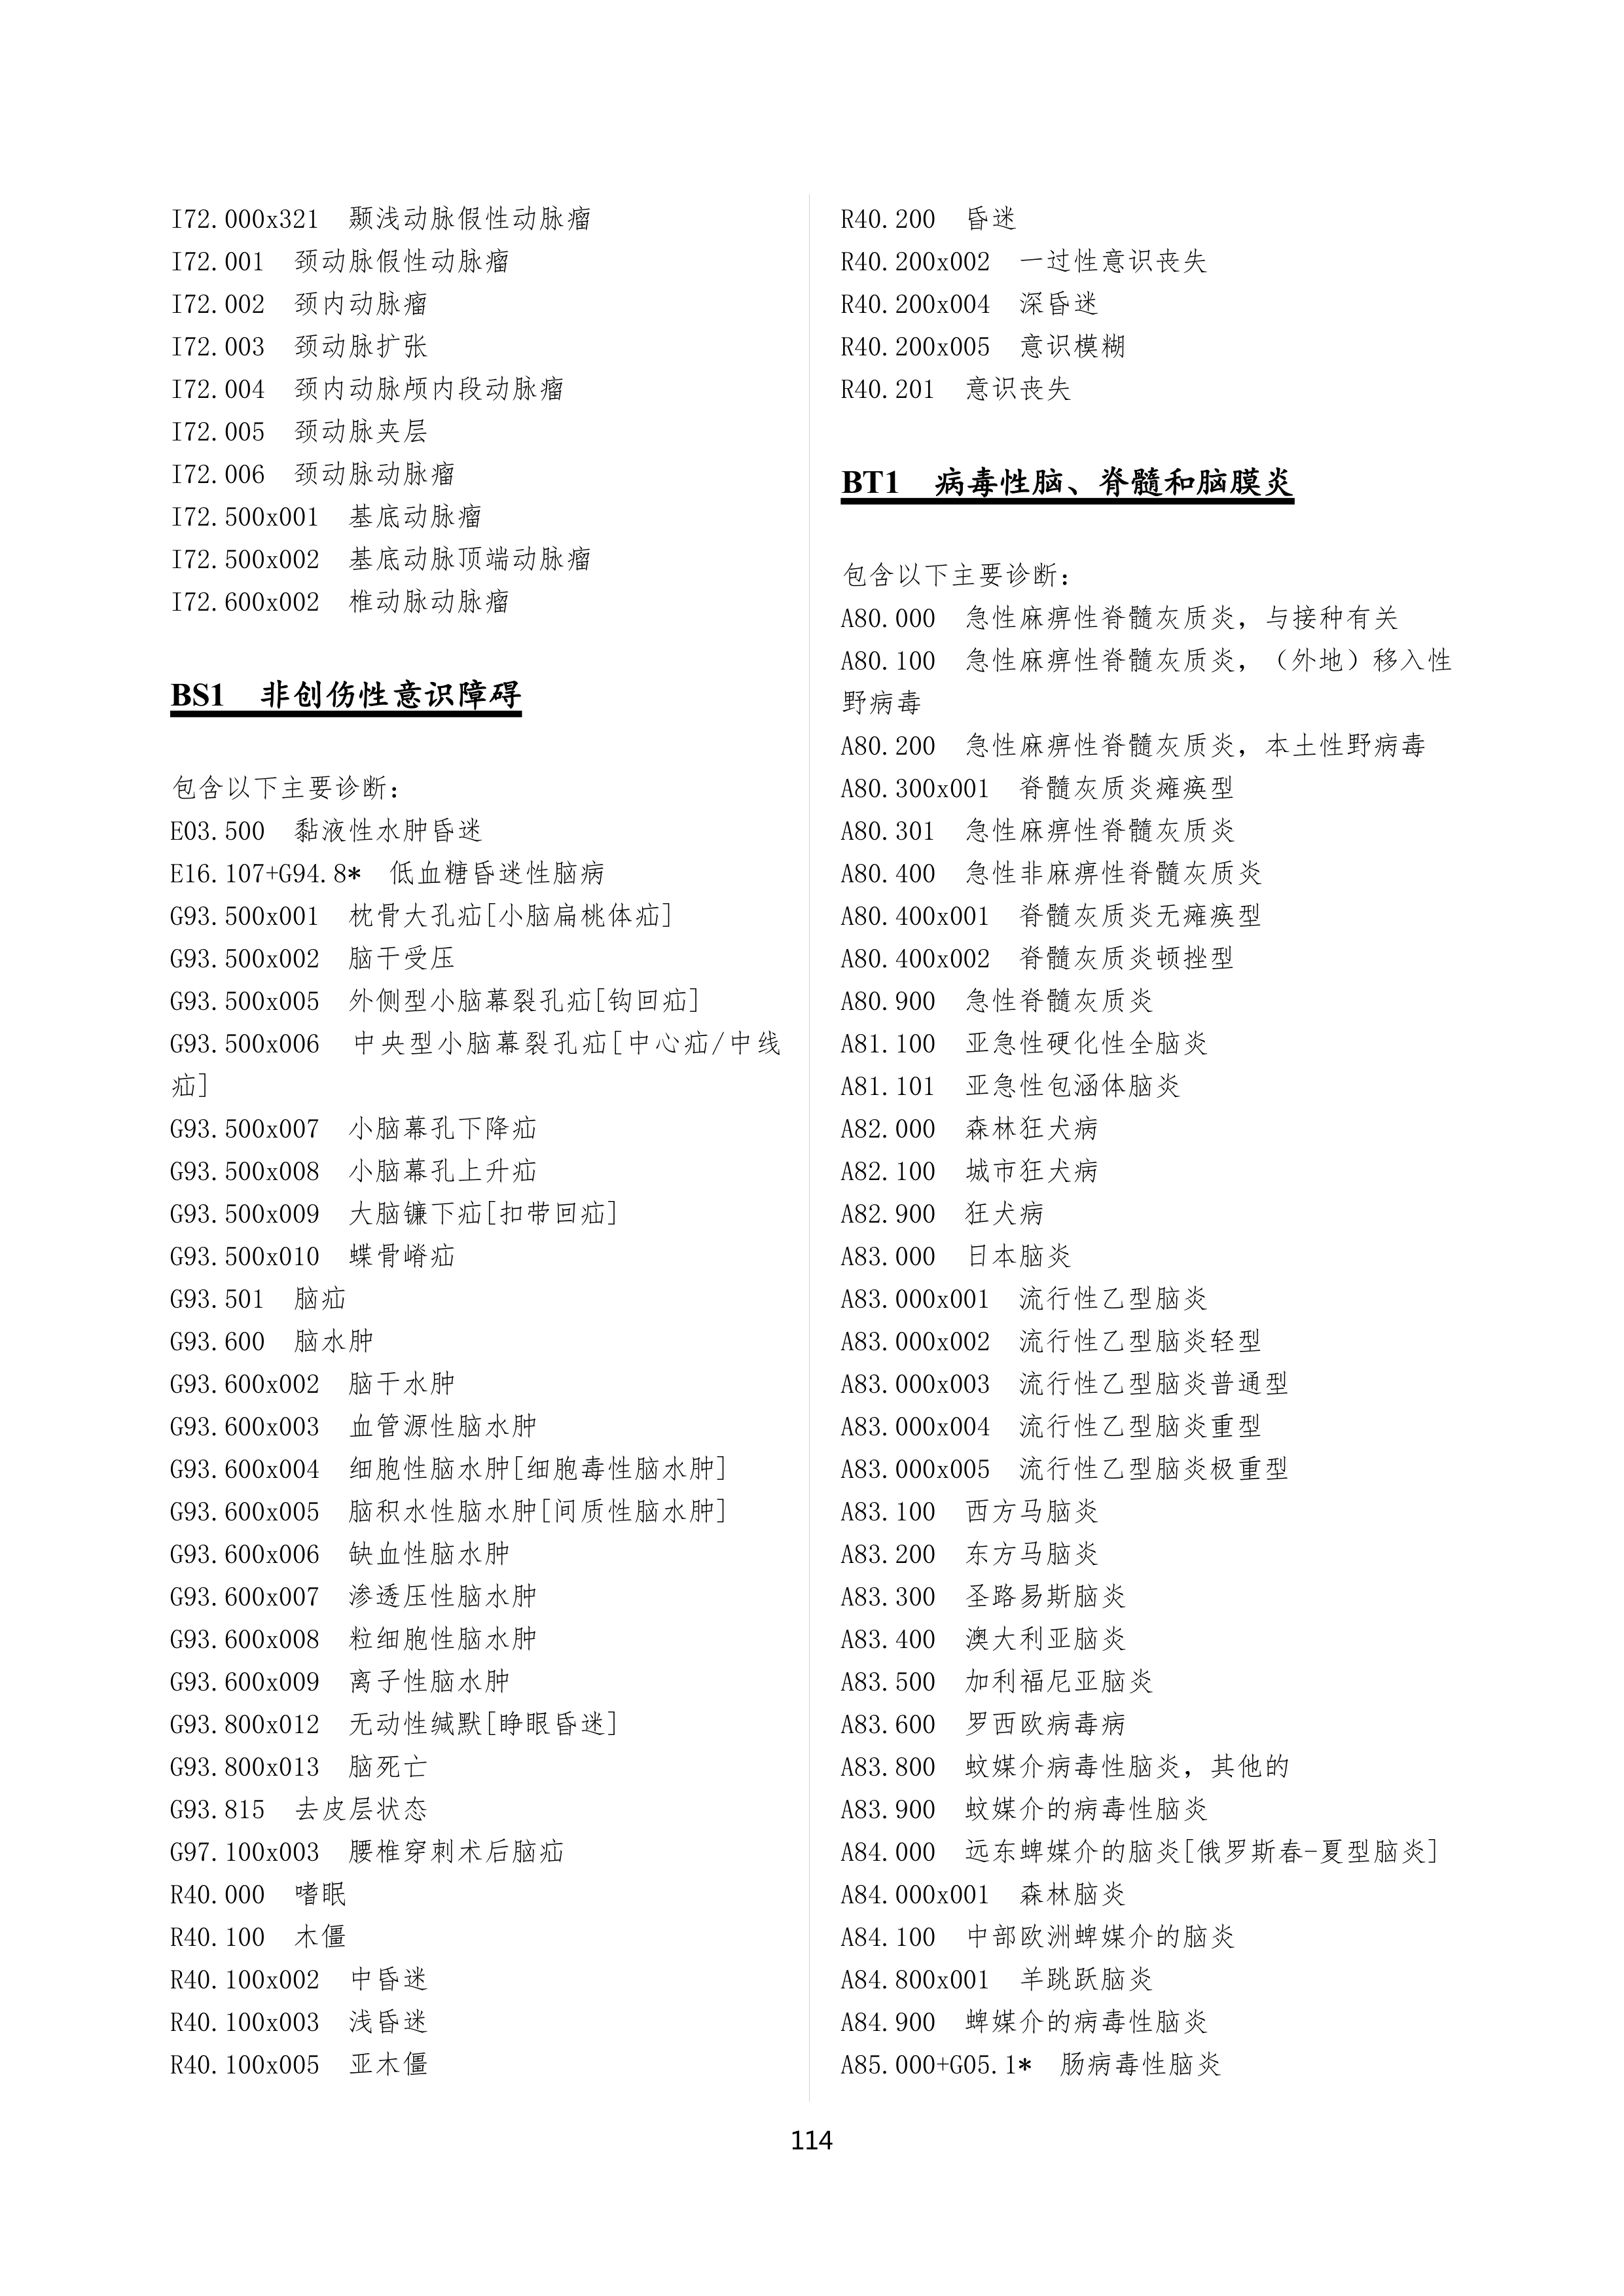 I72.000x321 颞浅动脉假性动脉瘤
I72.001 颈动脉假性动脉瘤
I72.002 颈内动脉瘤
I72.003 颈动脉扩张
I72.004 颈内动脉颅内段动脉瘤
I72.005 颈动脉夹层
I72.006 颈动脉动脉瘤
I72.500x001 基底动脉瘤
I72.500x002 基底动脉顶端动脉瘤
I72.600x002 椎动脉动脉瘤
BS1 非创伤性意识障碍
包含以下主要诊断：
E03.500 黏液性水肿昏迷
E16.107+G94.8* 低血糖昏迷性脑病
G93.500x001 枕骨大孔疝[小脑扁桃体疝]
G93.500x002 脑干受压
G93.500x005 外侧型小脑幕裂孔疝[钩回疝]
G93.500x006 中央型小脑幕裂孔疝[中心疝/中线
疝]
G93.500x007 小脑幕孔下降疝
G93.500x008 小脑幕孔上升疝
G93.500x009 大脑镰下疝[扣带回疝]
G93.500x010 蝶骨嵴疝
G93.501 脑疝
G93.600 脑水肿
G93.600x002 脑干水肿
G93.600x003 血管源性脑水肿
G93.600x004 细胞性脑水肿[细胞毒性脑水肿]
G93.600x005 脑积水性脑水肿[间质性脑水肿]
G93.600x006 缺血性脑水肿
G93.600x007 渗透压性脑水肿
G93.600x008 粒细胞性脑水肿
G93.600x009 离子性脑水肿
G93.800x012 无动性缄默[睁眼昏迷]
G93.800x013 脑死亡
G93.815 去皮层状态
G97.100x003 腰椎穿刺术后脑疝
R40.000 嗜眠
R40.100 木僵
R40.100x002 中昏迷
R40.100x003 浅昏迷
R40.100x005 亚木僵
R40.200 昏迷
R40.200x002 一过性意识丧失
R40.200x004 深昏迷
R40.200x005 意识模糊
R40.201 意识丧失
BT1 病毒性脑、脊髓和脑膜炎
包含以下主要诊断：
A80.000 急性麻痹性脊髓灰质炎，与接种有关
A80.100 急性麻痹性脊髓灰质炎，（外地）移入性
野病毒
A80.200 急性麻痹性脊髓灰质炎，本土性野病毒
A80.300x001 脊髓灰质炎瘫痪型
A80.301 急性麻痹性脊髓灰质炎
A80.400 急性非麻痹性脊髓灰质炎
A80.400x001 脊髓灰质炎无瘫痪型
A80.400x002 脊髓灰质炎顿挫型
A80.900 急性脊髓灰质炎
A81.100 亚急性硬化性全脑炎
A81.101 亚急性包涵体脑炎
A82.000 森林狂犬病
A82.100 城市狂犬病
A82.900 狂犬病
A83.000 日本脑炎
A83.000x001 流行性乙型脑炎
A83.000x002 流行性乙型脑炎轻型
A83.000x003 流行性乙型脑炎普通型
A83.000x004 流行性乙型脑炎重型
A83.000x005 流行性乙型脑炎极重型
A83.100 西方马脑炎
A83.200 东方马脑炎
A83.300 圣路易斯脑炎
A83.400 澳大利亚脑炎
A83.500 加利福尼亚脑炎
A83.600 罗西欧病毒病
A83.800 蚊媒介病毒性脑炎，其他的
A83.900 蚊媒介的病毒性脑炎
A84.000 远东蜱媒介的脑炎[俄罗斯春-夏型脑炎]
A84.000x001 森林脑炎
A84.100 中部欧洲蜱媒介的脑炎
A84.800x001 羊跳跃脑炎
A84.900 蜱媒介的病毒性脑炎
A85.000+G05.1* 肠病毒性脑炎
114